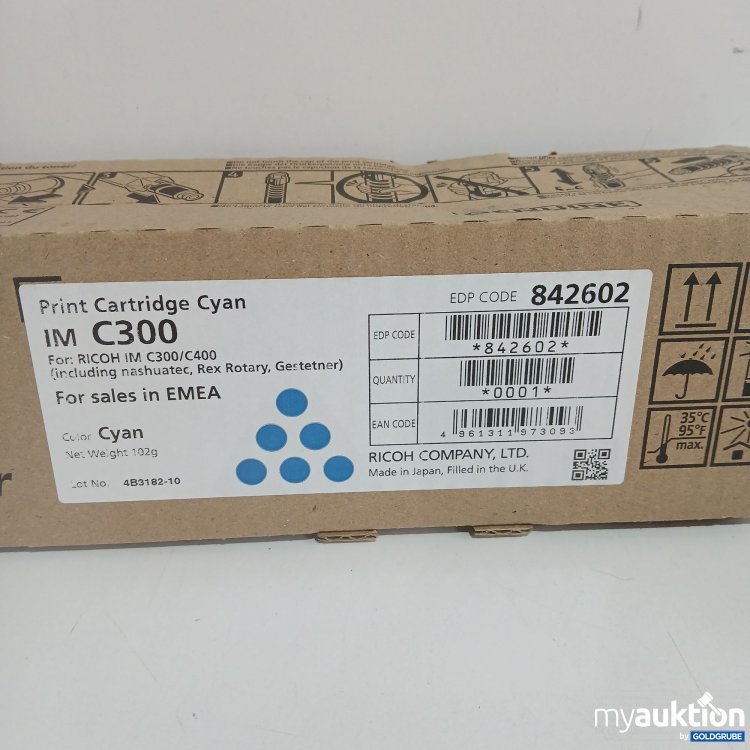 4
Print Cartridge Cyan
IM C300
For: RICOH IM C300/C400
(including nashuatec, Rex Rotary, Gestetner)
For sales in EMEA
Color Cyan
Net Weight 102g
Lot No. 4B3182-10
EDP CODE 842602
EDP CODE
*842602*
QUANTITY
*0001*
EAN CODE
4 961311 973093
RICOH COMPANY, LTD.
Made in Japan, Filled in the U.K.
35°C
95°F
max.
r
myauktion
by GOLDGRUBE